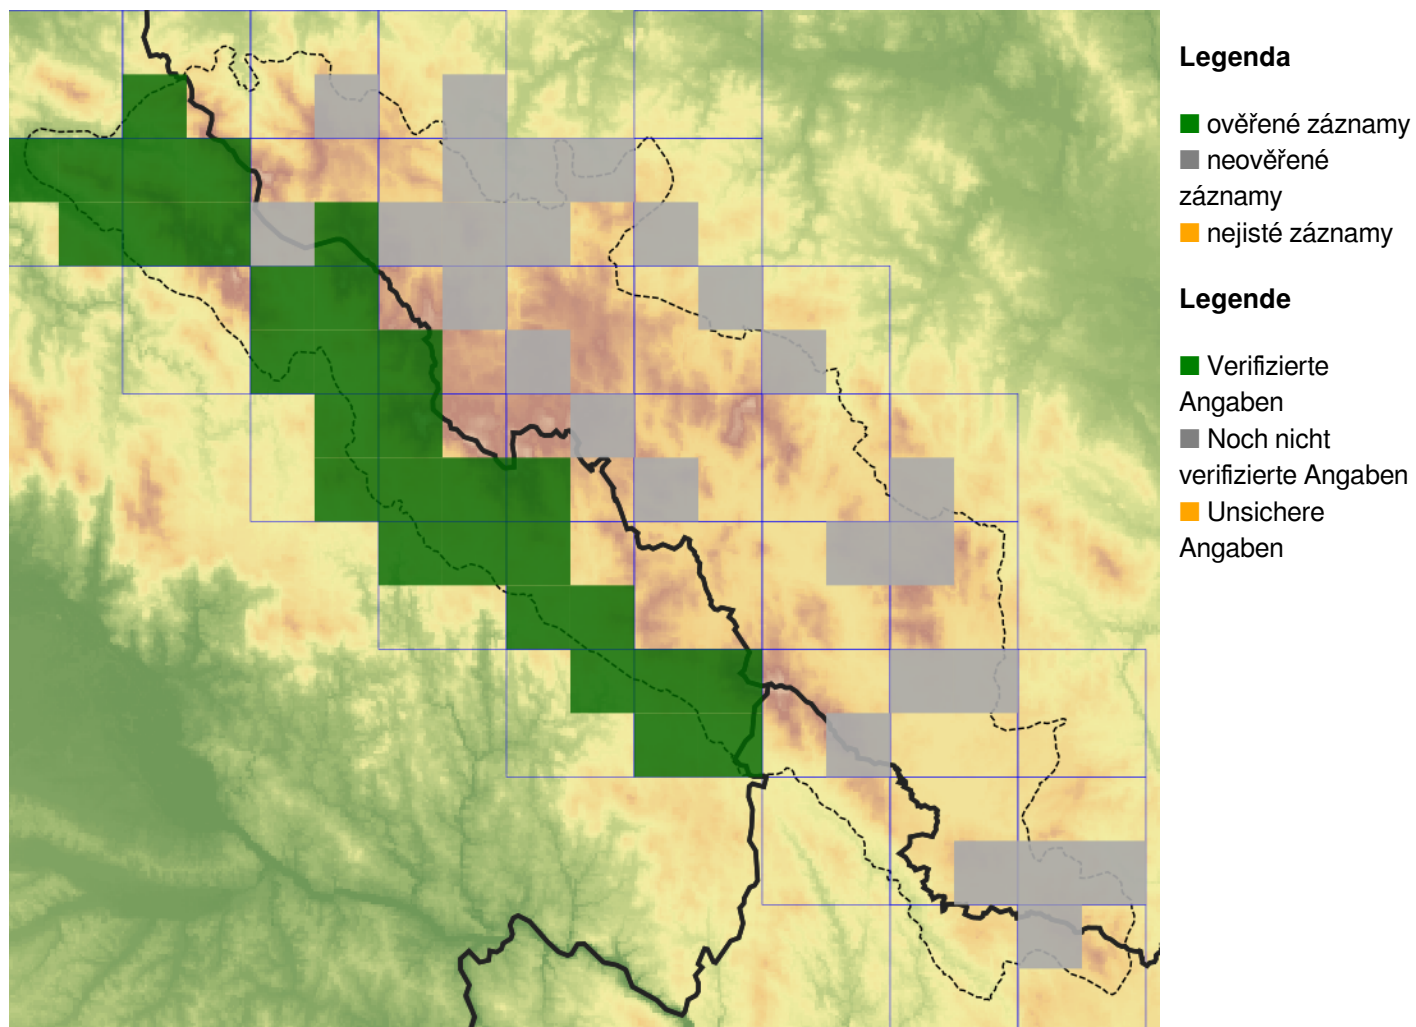 Legenda
ověřené záznamy
neověřené
záznamy
nejisté záznamy
Legende
Verifizierte
Angaben
Noch nicht
verifizierte Angaben
Unsichere
Angaben